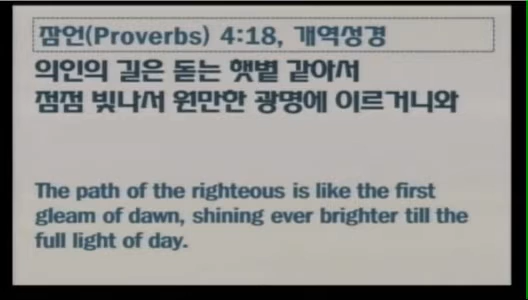 잠언(Proverbs) 4:18, 개역성경
의인의 길은 돋는 햇볕 같아서
점점 빛나서 원만한 광명에 이르거니와
The path of the righteous is like the first
gleam of dawn, shining ever brighter till the
full light of day.